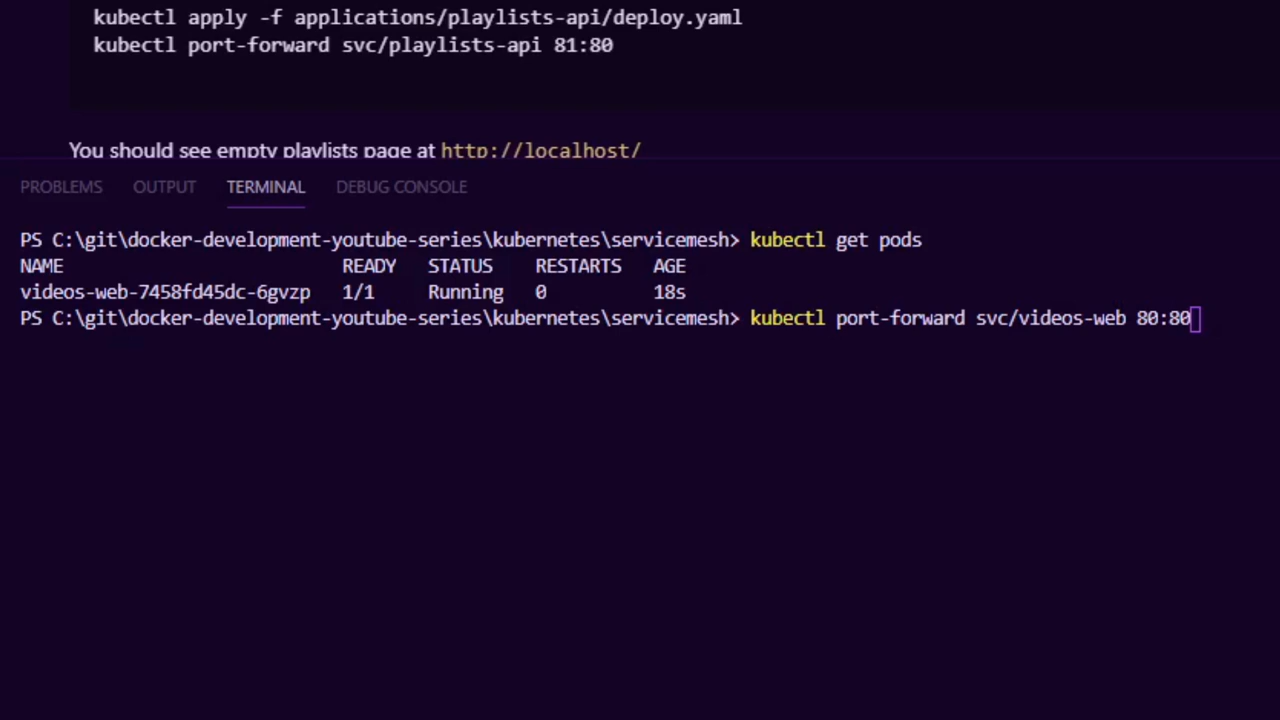 kubectl apply -f applications/playlists-api/deploy.yaml
kubectl port-forward svc/playlists-api 81:80
You should see empty playlists page at http://localhost/
PROBLEMS OUTPUT TERMINAL DEBUG CONSOLE
PS C:\git\docker-development-youtube-series\kubernetes\servicemesh> kubectl get pods
NAME READY STATUS RESTARTS AGE
videos-web-7458fd45dc-6gvzp 1/1 Running 0 18s
PS C:\git\docker-development-youtube-series\kubernetes\servicemesh> kubectl port-forward svc/videos-web 80:80